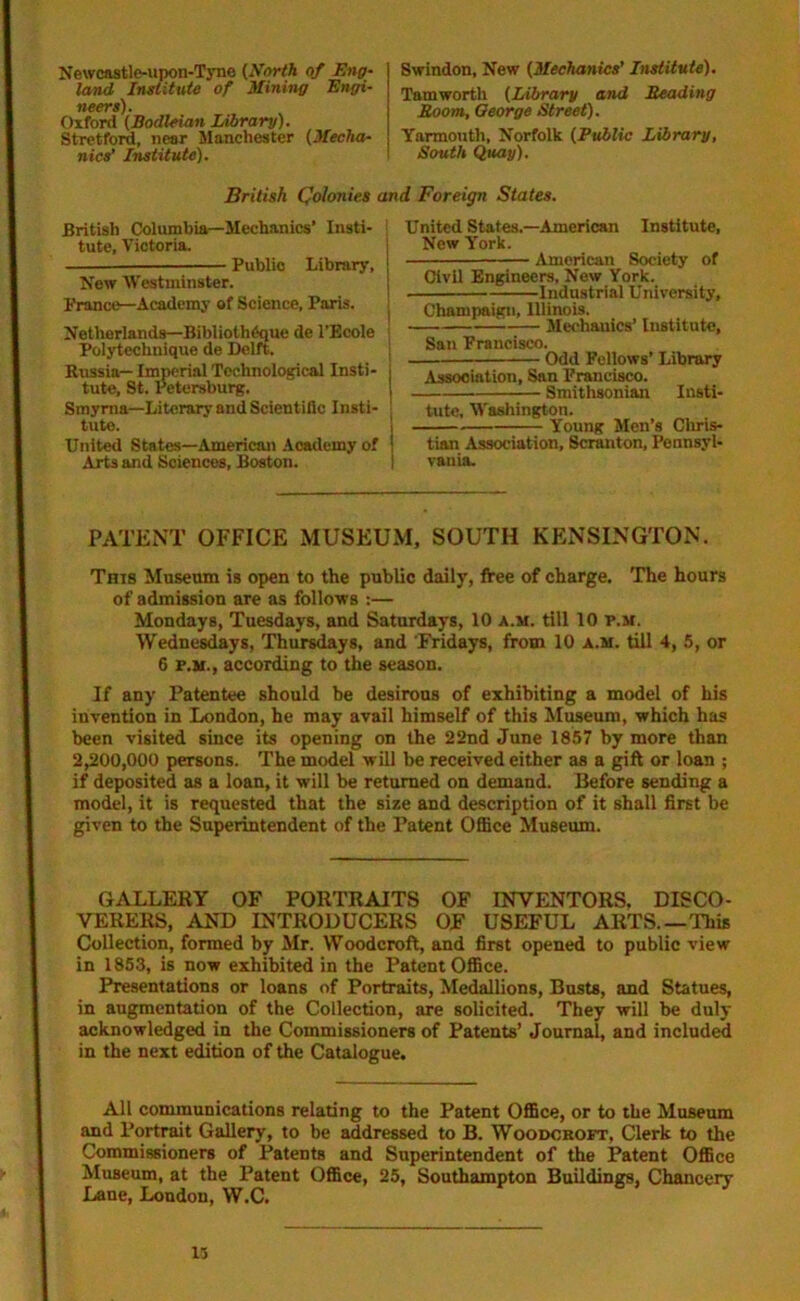 Newcastle-upon-Tyne (North of Eng-
land Institute of Mining Engi-
neers).
Oxford (Bodleian Library).
Stretford, near Manchester (Mecha-
nics' Institute).
Swindon, New (Mechanics' Institute).
Tamworth (Library and Reading
Room, George Street).
Yarmouth, Norfolk (Public Library,
South Quay).
British Colonies and Foreign States.
British Columbia—Mechanics' Insti-
tute, Victoria.
——— Public Library,
New Westminster.
France—Academy of Science, Paris.
Netherlands—Bibliothéque de l'Ecole
Polytechnique de Delft.
Russia—Imperial Technological Insti-
tute, St. Petersburg.
Smyrna—Literary and Scientific Insti-
tute.
United States—American Academy of
Arts and Sciences, Boston.
United States.—American Institute,
New York.
——— American Society of
Civil Engineers, New York.
——— Industrial University,
Champaign, Illinois.
——— Mechanics' Institute,
San Francisco.
——— Odd Fellows' Library
Association, San Francisco.
——— Smithsonian Insti-
tute, Washington.
——— Young Men's Chris-
tian Association, Scranton, Pennsyl-
vania.
PATENT OFFICE MUSEUM, SOUTH KENSINGTON.
THIS Museum is open to the public daily, free of charge. The hours
of admission are as follows :—
Mondays, Tuesdays, and Saturdays, 10 A.M. till 10 P.M.
Wednesdays, Thursdays, and Fridays, from 10 A.M. till 4, 5, or
6 P.M., according to the season.
If any Patentee should be desirous of exhibiting a model of his
invention in London, he may avail himself of this Museum, which has
been visited since its opening on the 22nd June 1857 by more than
2,200,000 persons. The model will be received either as a gift or loan ;
if deposited as a loan, it will be returned on demand. Before sending a
model, it is requested that the size and description of it shall first be
given to the Superintendent of the Patent Office Museum.
GALLERY OF PORTRAITS OF INVENTORS, DISCO-
VERERS, AND INTRODUCERS OF USEFUL ARTS.—This
Collection, formed by Mr. Woodcroft, and first opened to public view
in 1853, is now exhibited in the Patent Office.
Presentations or loans of Portraits, Medallions, Busts, and Statues,
in augmentation of the Collection, are solicited. They will be duly
acknowledged in the Commissioners of Patents' Journal, and included
in the next edition of the Catalogue.
All communications relating to the Patent Office, or to the Museum
and Portrait Gallery, to be addressed to B. WOODCROFT, Clerk to the
Commissioners of Patents and Superintendent of the Patent Office
Museum, at the Patent Office, 25, Southampton Buildings, Chancery
Lane, London, W.C.
15